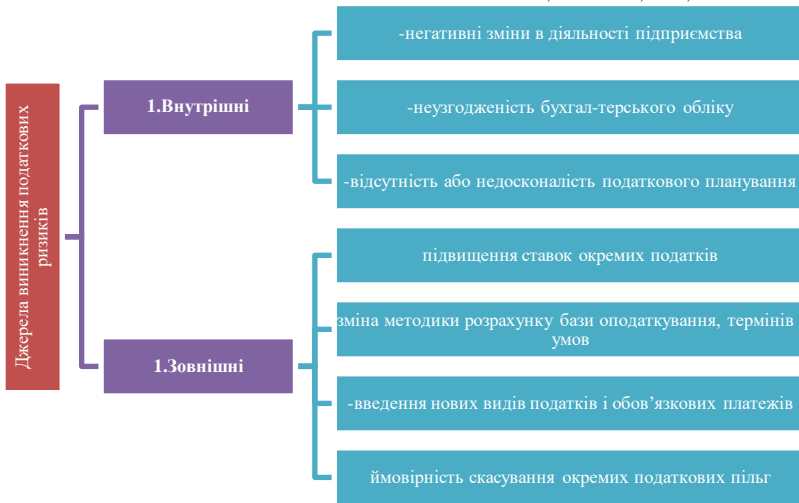 Джерела виникнення податкових
ризиків
1.Внутрішні
-негативні зміни в діяльності підприємства
-неузгодженість бухгал-терського обліку
-відсутність або недосконалість податкового планування
1.Зовнішні
підвищення ставок окремих податків
зміна методики розрахунку бази оподаткування, термінів
умов
-введення нових видів податків і обов’язкових платежів
ймовірність скасування окремих податкових пільг